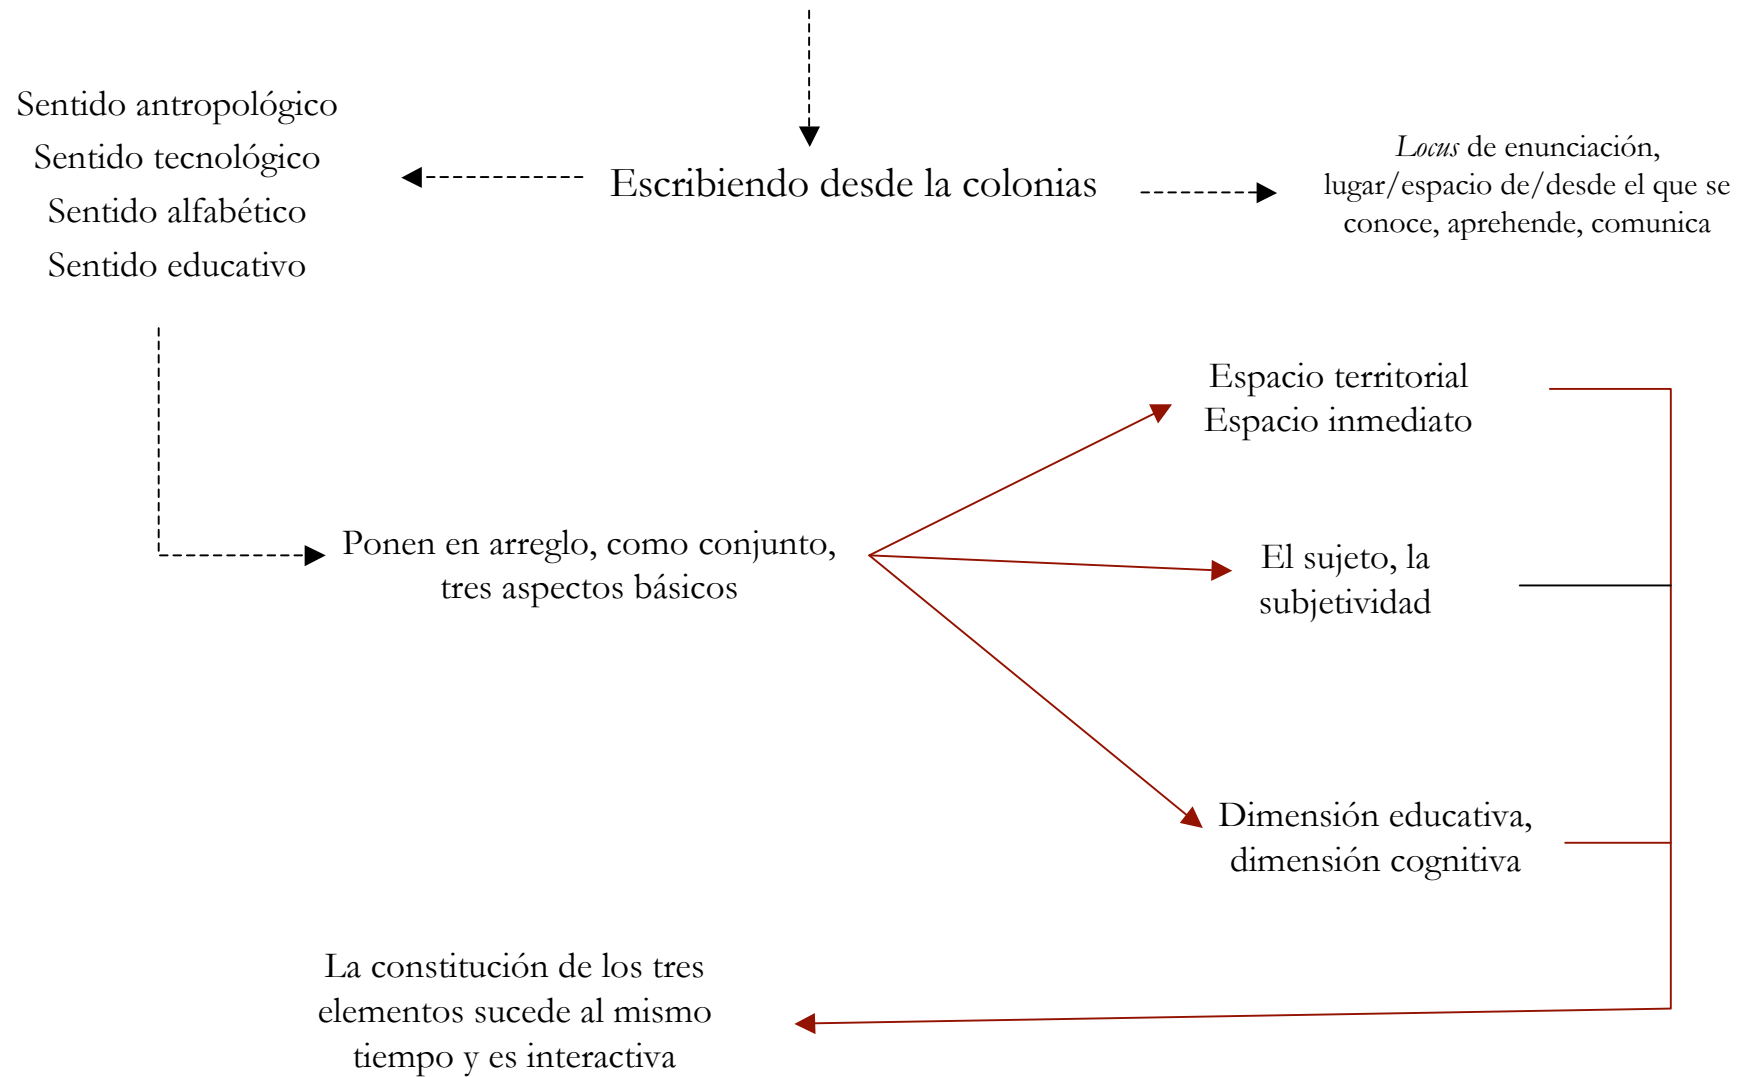 Sentido antropológico
Sentido tecnológico
Sentido alfabético
Sentido educativo
Escribiendo desde la colonias
Locus de enunciación,
lugar/espacio de/desde el que se
conoce, aprehende, comunica
Ponen en arreglo, como conjunto,
tres aspectos básicos
Espacio territorial
Espacio inmediato
El sujeto, la
subjetividad
Dimensión educativa,
dimensión cognitiva
La constitución de los tres
elementos sucede al mismo
tiempo y es interactiva